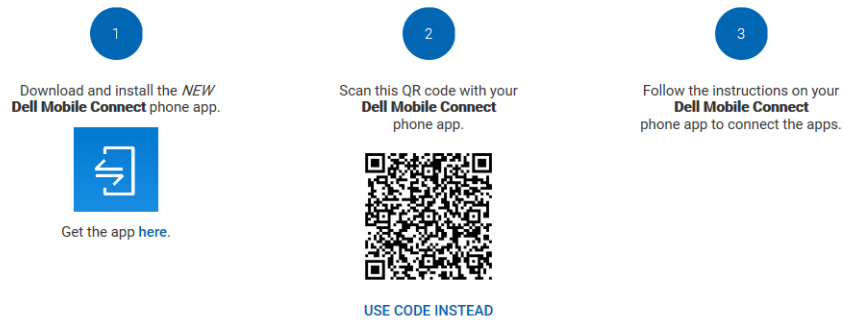 1
Download and install the NEW
Dell Mobile Connect phone app.
Get the app here.
2
Scan this QR code with your
Dell Mobile Connect
phone app.
USE CODE INSTEAD
3
Follow the instructions on your
Dell Mobile Connect
phone app to connect the apps.